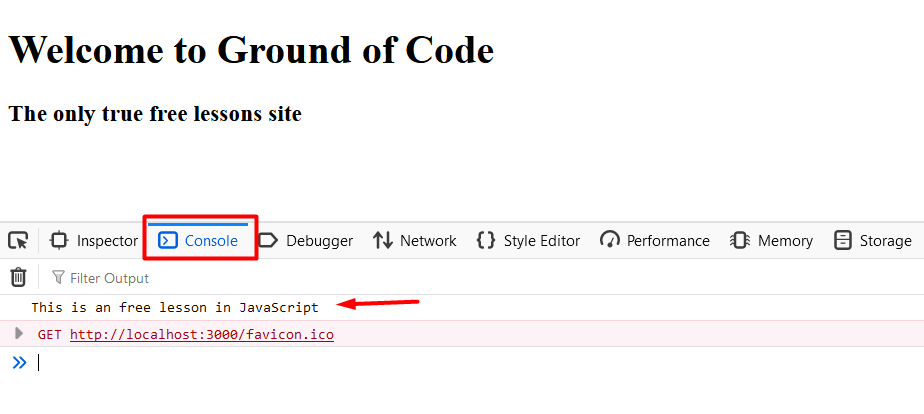 Welcome to Ground of Code
The only true free lessons site
Inspector Console Debugger Network Style Editor Performance Memory Storage
Filter Output
This is an free lesson in JavaScript
GET http://localhost:3000/favicon.ico